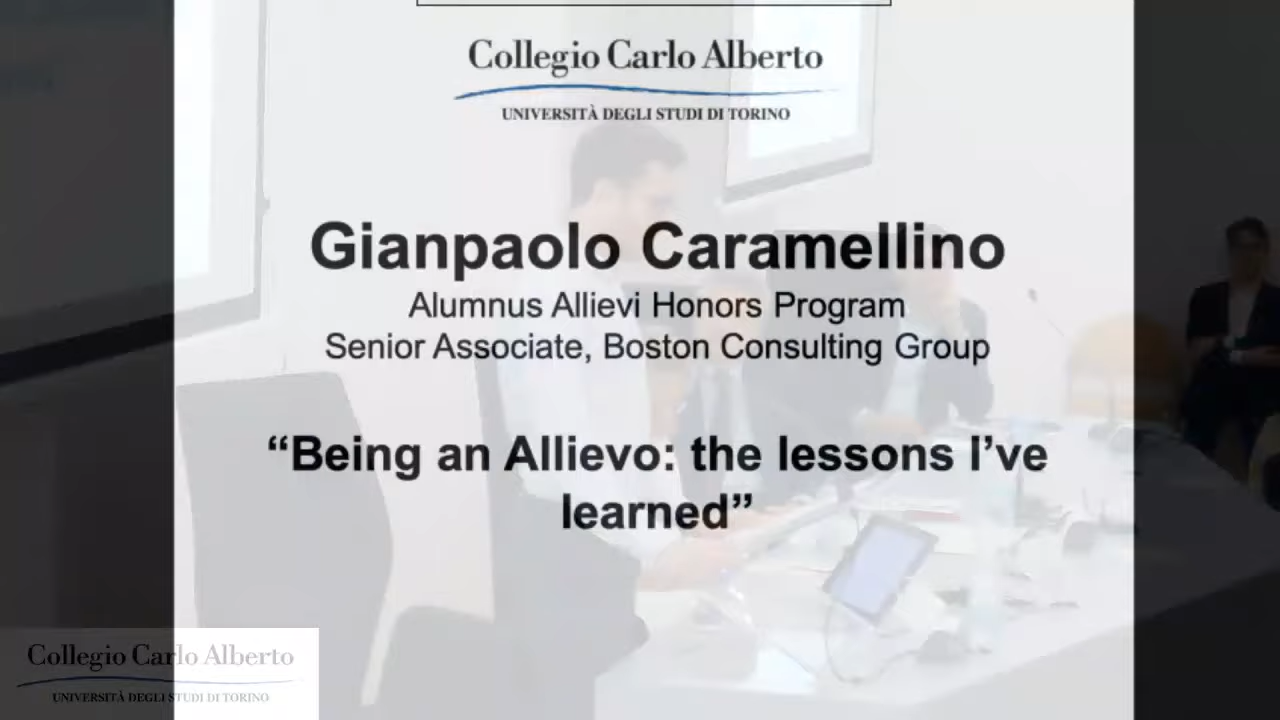 Collegio Carlo Alberto
UNIVERSITÀ DEGLI STUDI DI TORINO
Gianpaolo Caramellino
Alumnus Allievi Honors Program
Senior Associate, Boston Consulting Group
“Being an Allievo: the lessons I’ve
learned”
Collegio Carlo Alberto
UNIVERSITÀ DEGLI STUDI DI TORINO